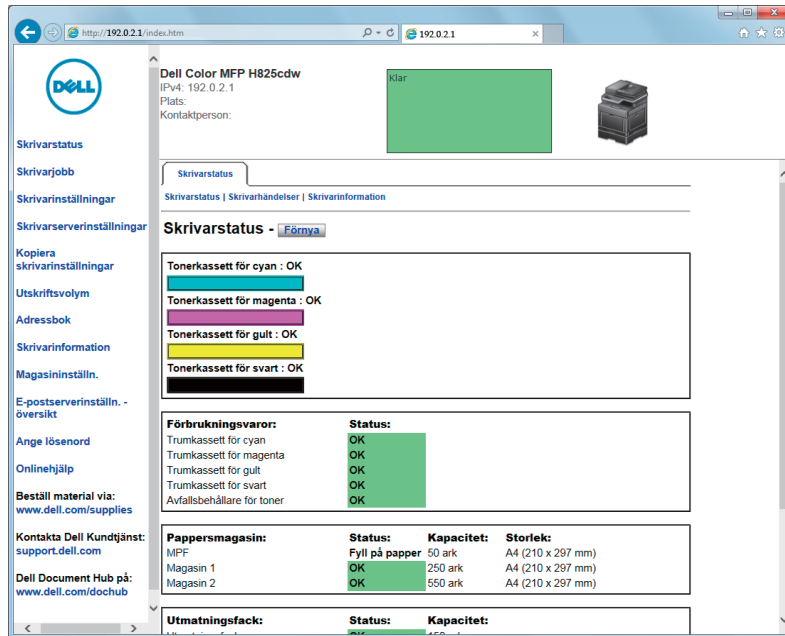 http://192.0.2.1/index.htm
192.0.2.1
DELL
Dell Color MFP H825cdw
IPv4: 192.0.2.1
Plats:
Kontaktperson:
Klar
Skrivarstatus
Skrivarjobb
Skrivarinställningar
Skrivarserverinställningar
Kopiera
skrivarinställningar
Utskriftsvolym
Adressbok
Skrivarinformation
Magasininställn.
E-postserverinställn. -
översikt
Ange lösenord
Onlinehjälp
Beställ material via:
www.dell.com/supplies
Kontakta Dell Kundtjänst:
support.dell.com
Dell Document Hub på:
www.dell.com/dochub
Skrivarstatus
Skrivarstatus | Skrivarhändelser | Skrivarinformation
Skrivarstatus - Förnya
Tonerkassett för cyan : OK
Tonerkassett för magenta : OK
Tonerkassett för gult : OK
Tonerkassett för svart : OK
Förbrukningsvaror: Status:
Trumkassett för cyan OK
Trumkassett för magenta OK
Trumkassett för gult OK
Trumkassett för svart OK
Avfallsbehållare för toner OK
Pappersmagasin: Status: Kapacitet: Storlek:
MPF Fyll på papper 50 ark A4 (210 x 297 mm)
Magasin 1 OK 250 ark A4 (210 x 297 mm)
Magasin 2 OK 550 ark A4 (210 x 297 mm)
Utmatningsfack: Status: Kapacitet: